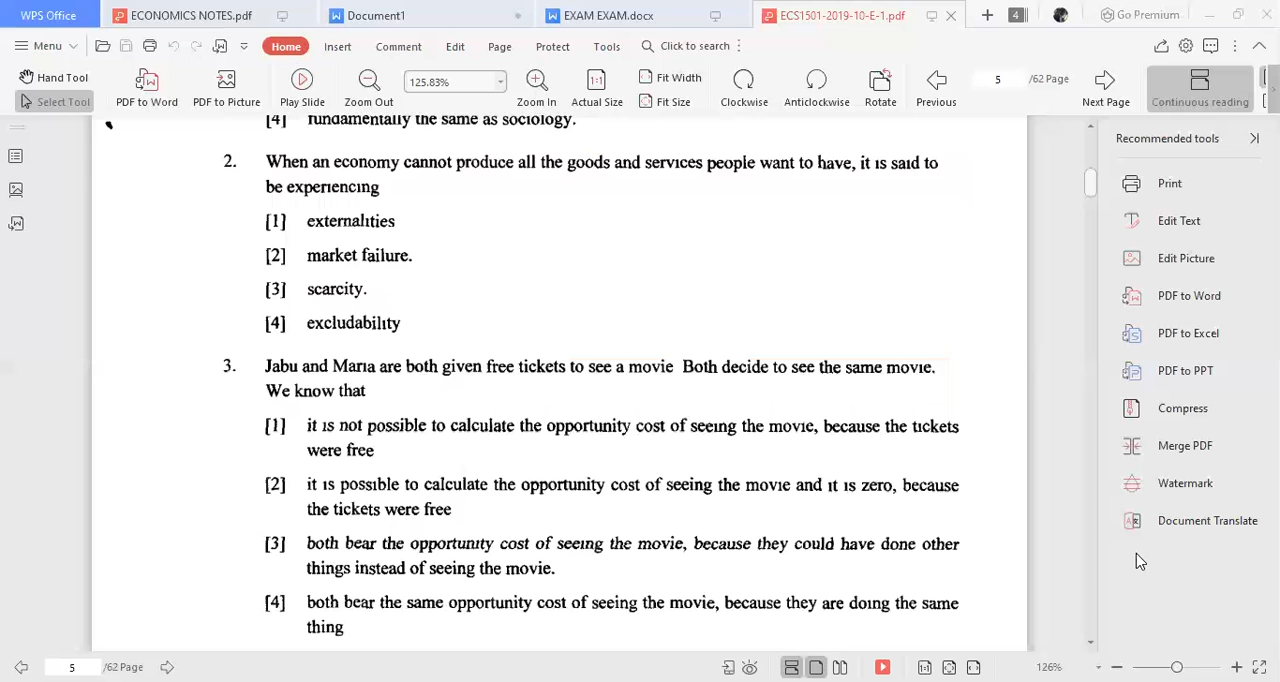 WPS Office ECONOMICS NOTES.pdf Document1 EXAM EXAM.docx ECS1501-2019-10-E-1.pdf 4 Go Premium
Menu Home Insert Comment Edit Page Protect Tools Click to search
Hand Tool
Select Tool
PDF to Word PDF to Picture Play Slide Zoom Out 125.83% Zoom In Actual Size Fit Width Fit Size Clockwise Anticlockwise Rotate Previous 5 /62 Page Next Page Continuous reading
[4] fundamentally the same as sociology.
2. When an economy cannot produce all the goods and services people want to have, it is said to
be experiencing
[1] externalities
[2] market failure.
[3] scarcity.
[4] excludability
3. Jabu and Maria are both given free tickets to see a movie Both decide to see the same movie.
We know that
[1] it is not possible to calculate the opportunity cost of seeing the movie, because the tickets
were free
[2] it is possible to calculate the opportunity cost of seeing the movie and it is zero, because
the tickets were free
[3] both bear the opportunity cost of seeing the movie, because they could have done other
things instead of seeing the movie.
[4] both bear the same opportunity cost of seeing the movie, because they are doing the same
thing
Recommended tools
Print
Edit Text
Edit Picture
PDF to Word
PDF to Excel
PDF to PPT
Compress
Merge PDF
Watermark
Document Translate
5 /62 Page 126%